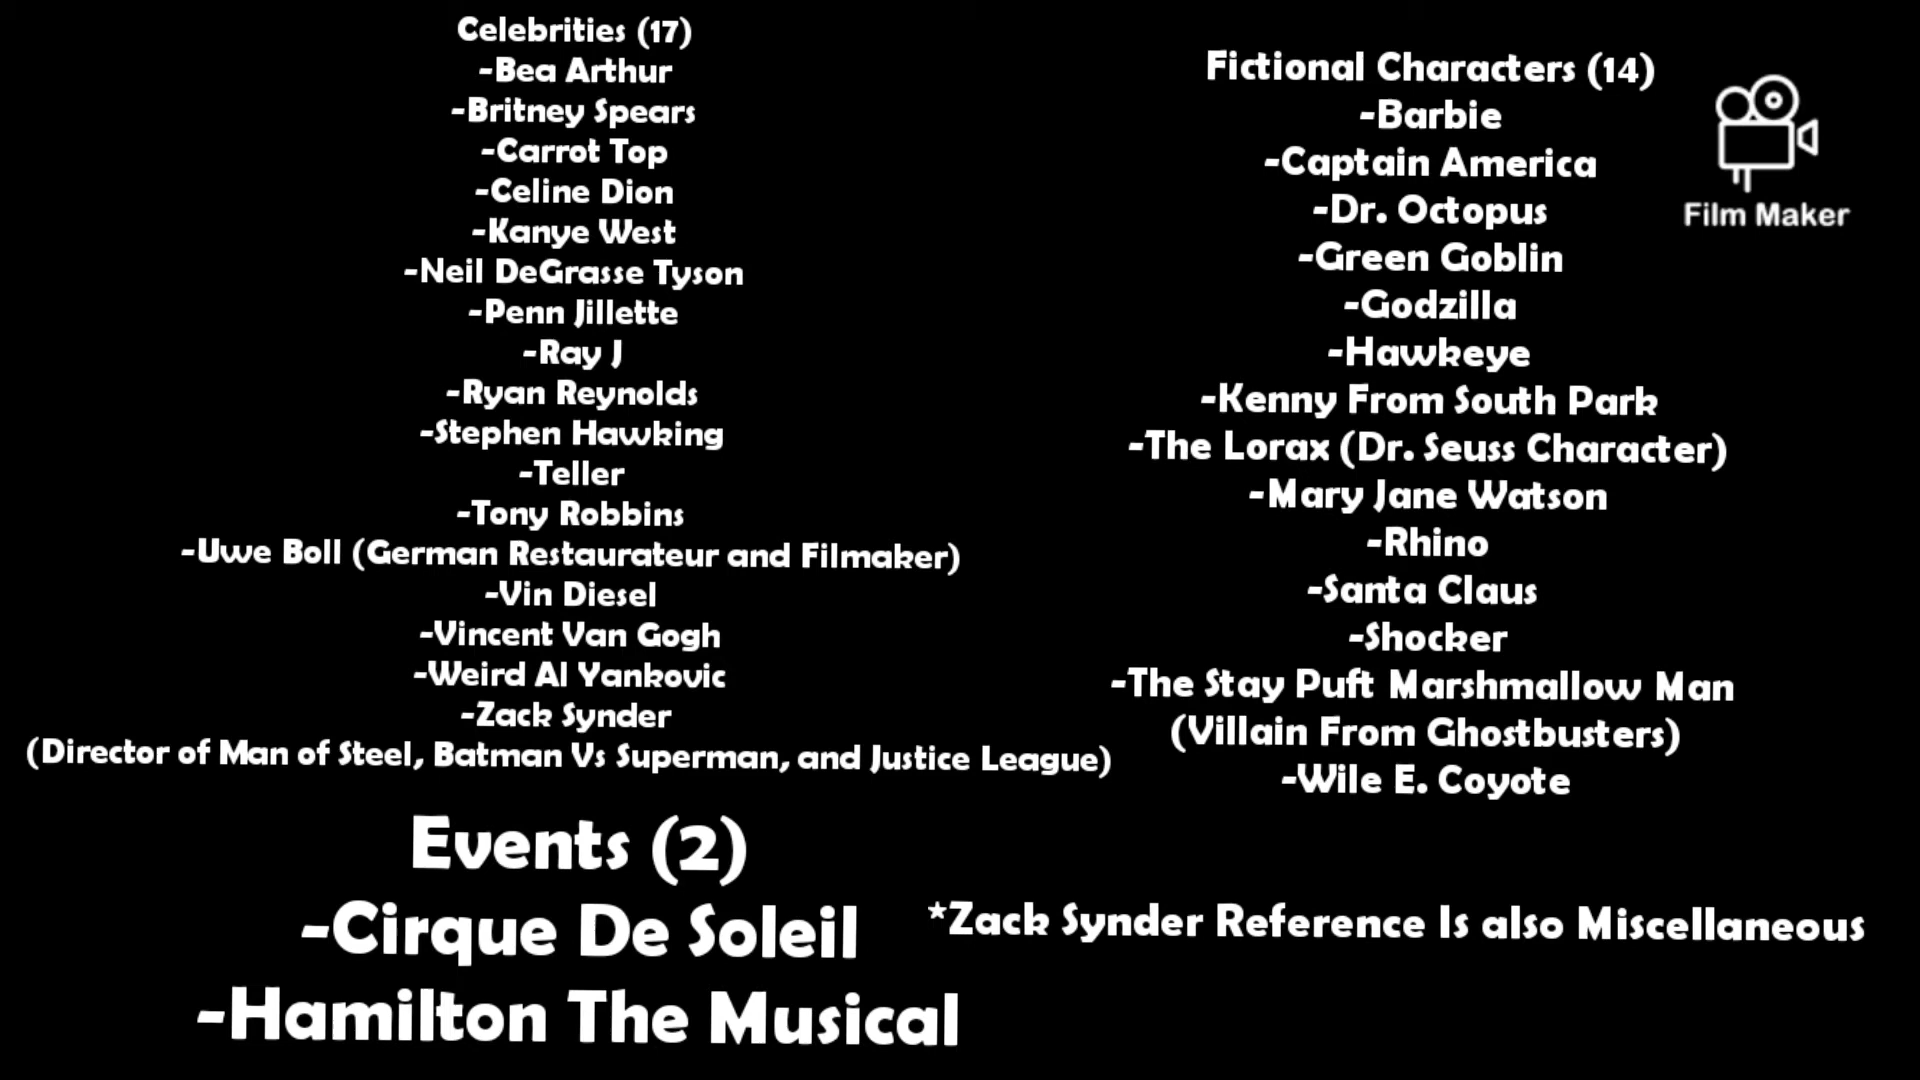 Celebrities (17)
-Bea Arthur
-Britney Spears
-Carrot Top
-Celine Dion
-Kanye West
-Neil DeGrasse Tyson
-Penn Jillette
-Ray J
-Ryan Reynolds
-Stephen Hawking
-Teller
-Tony Robbins
-Uwe Boll (German Restaurateur and Filmaker)
-Vin Diesel
-Vincent Van Gogh
-Weird Al Yankovic
-Zack Synder
(Director of Man of Steel, Batman Vs Superman, and Justice League)
Events (2)
-Cirque De Soleil
-Hamilton The Musical
Fictional Characters (14)
-Barbie
-Captain America
-Dr. Octopus
-Green Goblin
-Godzilla
-Hawkeye
-Kenny From South Park
-The Lorax (Dr. Seuss Character)
-Mary Jane Watson
-Rhino
-Santa Claus
-Shocker
-The Stay Puft Marshmallow Man
(Villain From Ghostbusters)
-Wile E. Coyote
*Zack Synder Reference Is also Miscellaneous
Film Maker